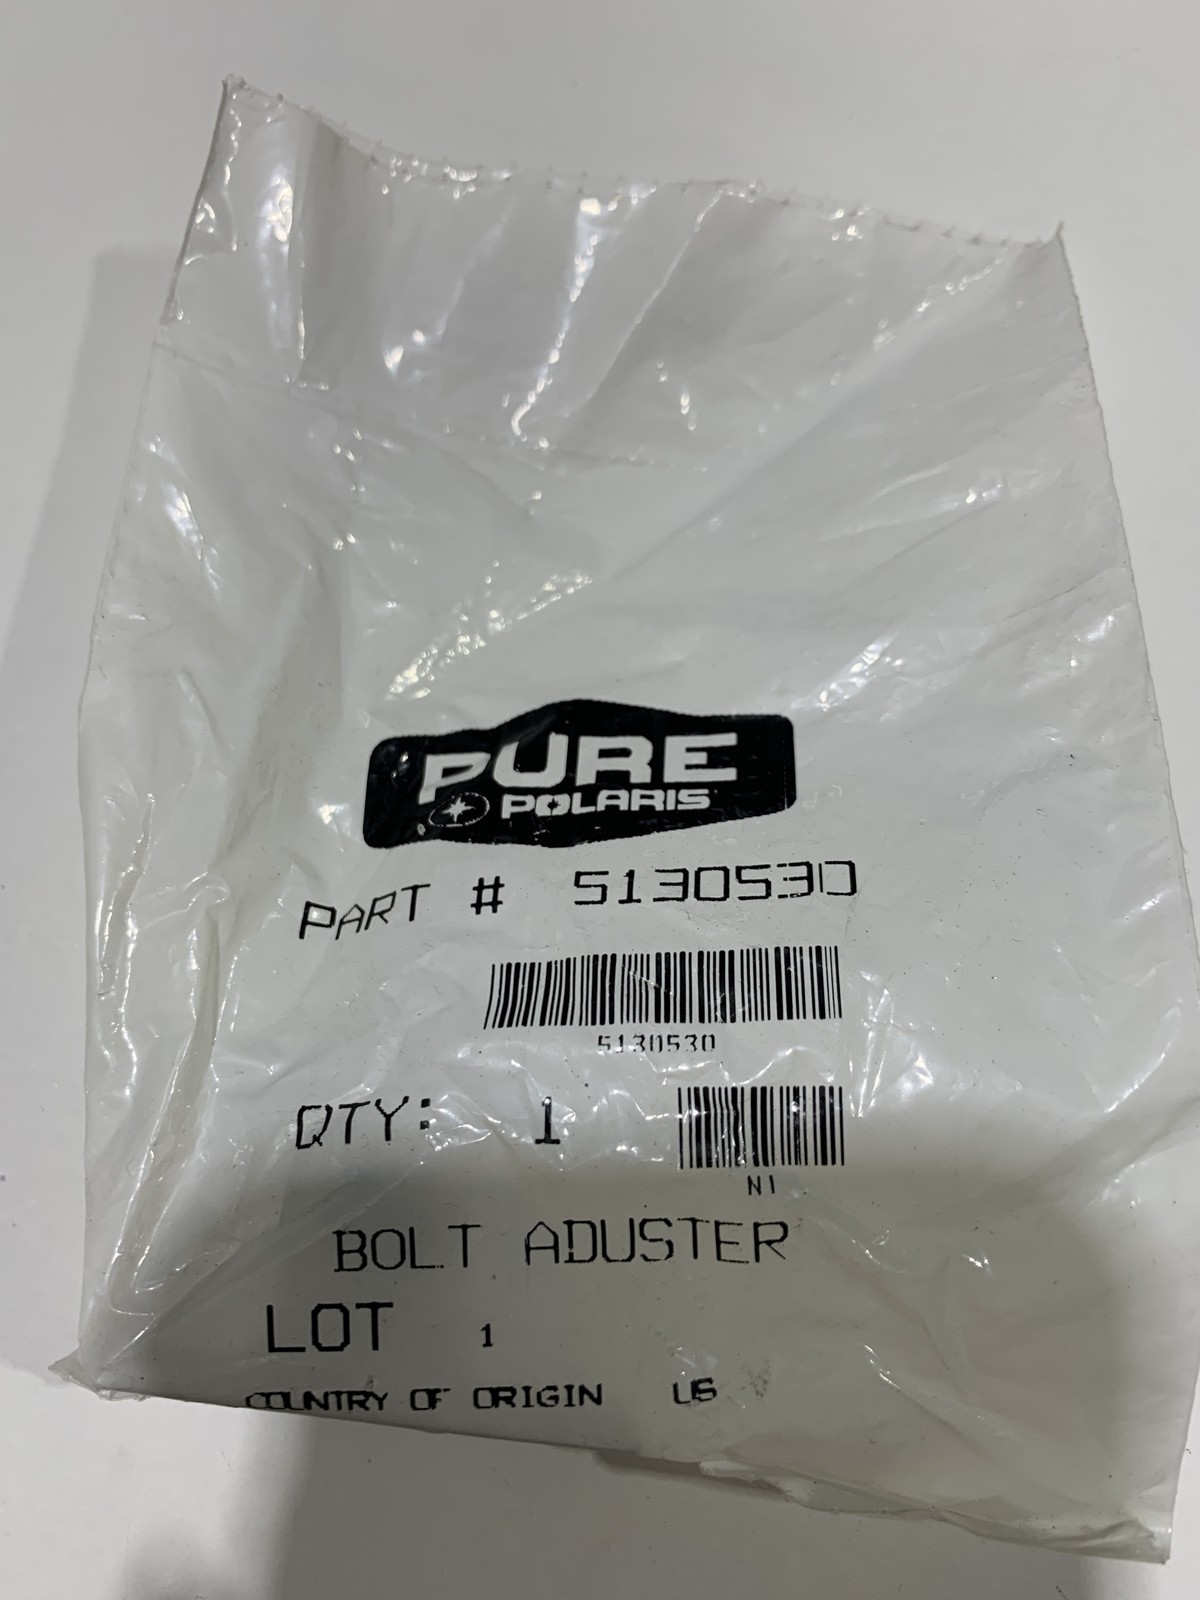 PURE
POLARIS
PART # 5130530
5130530
QTY: 1
N1
BOLT ADUSTER
LOT 1
COUNTRY OF ORIGIN US